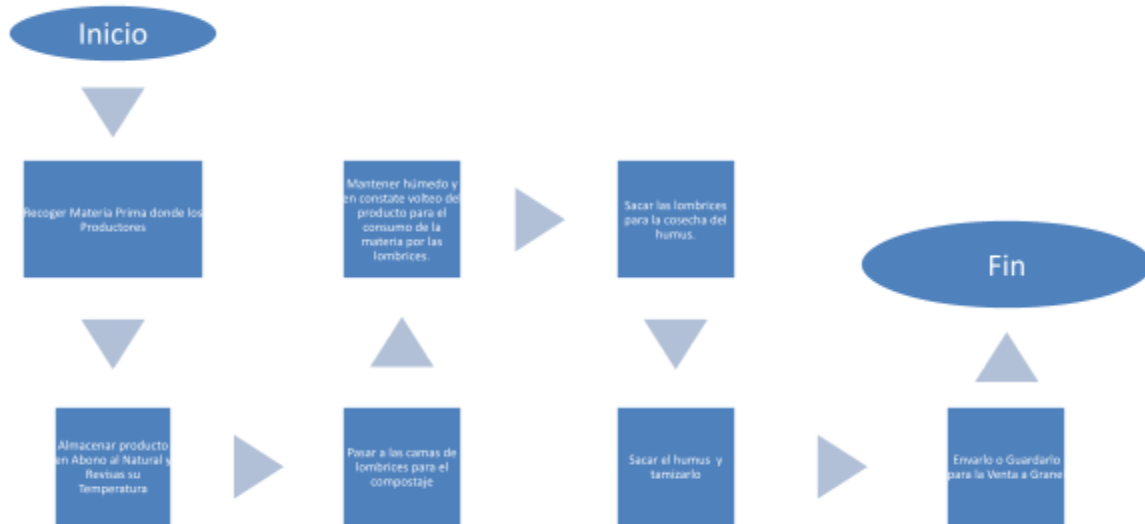 Inicio
Recoger Materia Prima donde los
Productores
Almacenar producto
en Abono al Natural y
Revisas su
Temperatura
Pasar a las camas de
lombrices para el
compostaje
Mantener húmedo y
en constate volteo del
producto para el
consumo de la
materia por las
lombrices.
Sacar las lombrices
para la cosecha del
humus.
Sacar el humus y
tamizarlo
Envarlo o Guardarlo
para la Venta a Grane
Fin